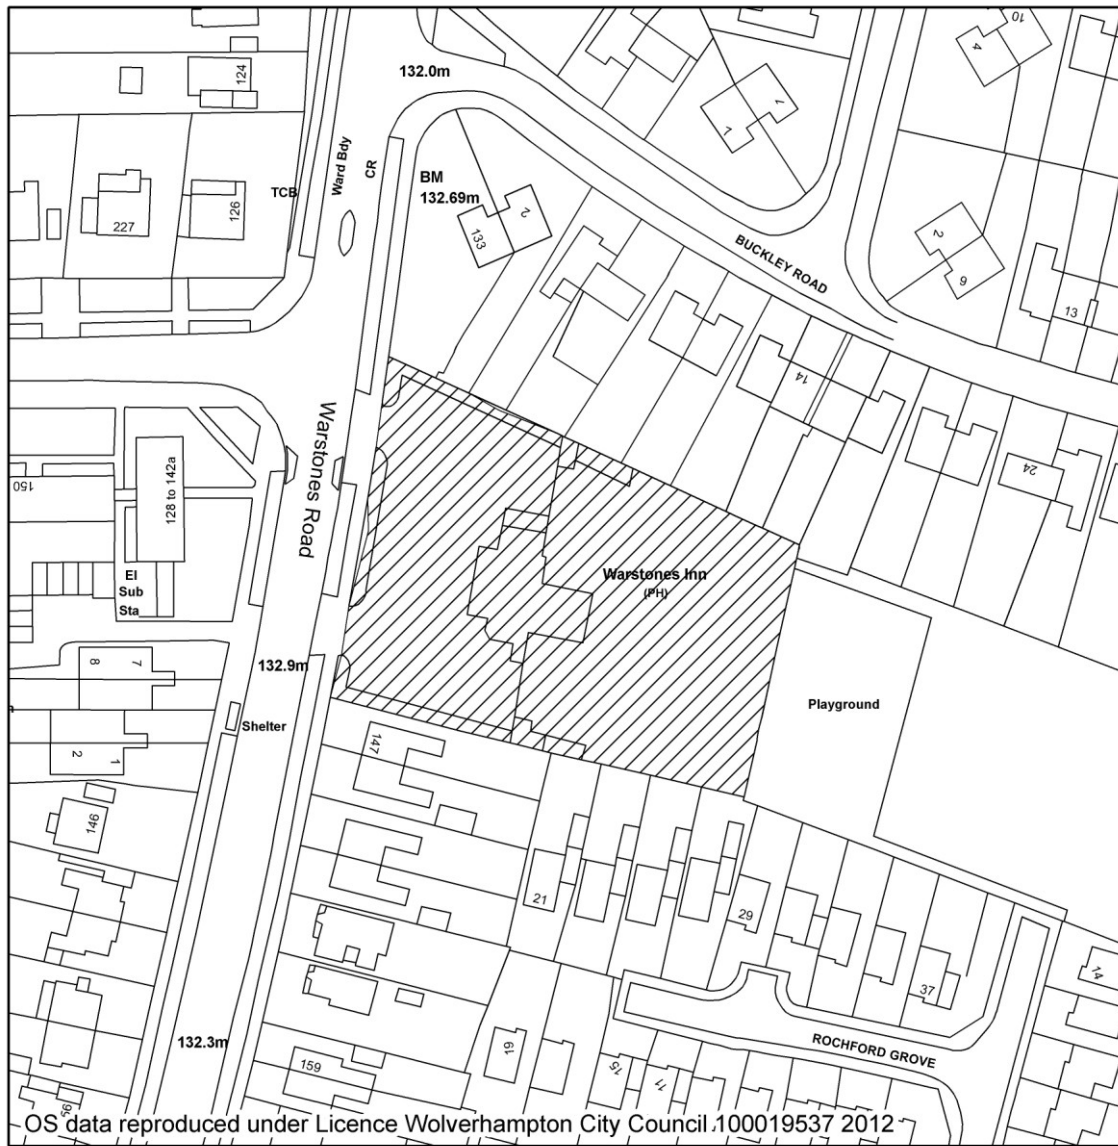 124
132.0m
10
4
7
1
Ward Bdy
CR
BM
132.69m
TCB
126
227
133
2
2
6
BUCKLEY ROAD
13
14
24
Warstones Road
150
128 to 142a
El
Sub
Sta
Warstones Inn
(PH)
132.9m
8
7
Playground
Shelter
2
1
147
146
21
29
37
14
132.3m
19
15
11
159
ROCHFORD GROVE
OS data reproduced under Licence Wolverhampton City Council .100019537 2012